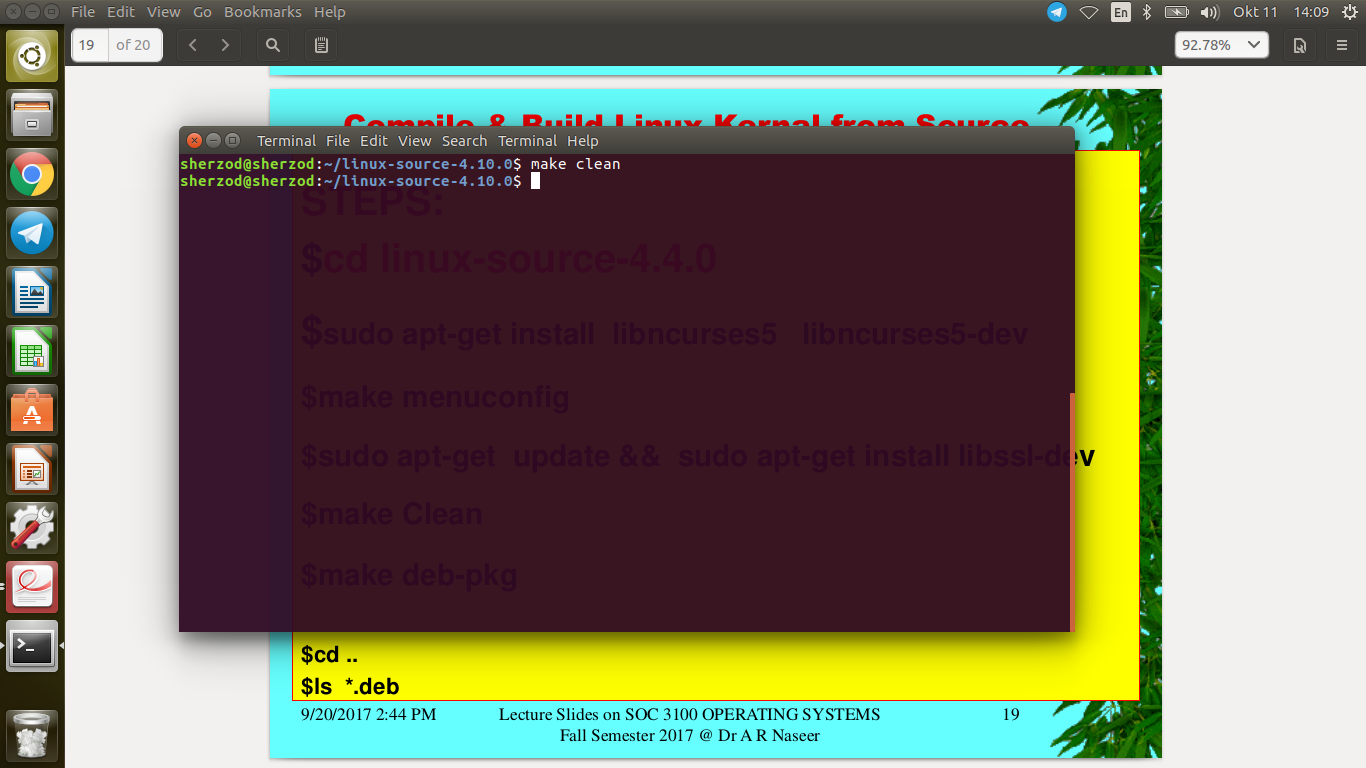 File Edit View Go Bookmarks Help
En Okt 11 14:09
19 of 20
92.78%
Compile & Build Linux Kernal from Source
Terminal File Edit View Search Terminal Help
sherzod@sherzod:~/linux-source-4.10.0$ make clean
sherzod@sherzod:~/linux-source-4.10.0$
STEPS:
$cd linux-source-4.4.0
$sudo apt-get install libncurses5 libncurses5-dev
$make menuconfig
$sudo apt-get update && sudo apt-get install libssl-dev
$make Clean
$make deb-pkg
$cd ..
$ls *.deb
9/20/2017 2:44 PM Lecture Slides on SOC 3100 OPERATING SYSTEMS 19
Fall Semester 2017 @ Dr A R Naseer